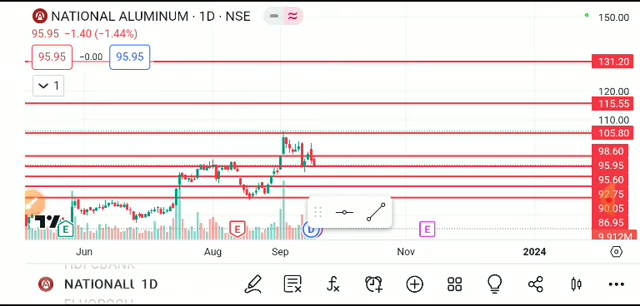 NATIONAL ALUMINUM · 1D · NSE
95.95 −1.40 (−1.44%)
95.95 −0.00 95.95
1
150.00
131.20
120.00
115.55
110.00
105.80
98.60
95.95
95.60
92.75
90.05
86.95
9.912M
E E D E
Jun Aug Sep Nov 2024
HDFCBANK
NATIONALL 1D